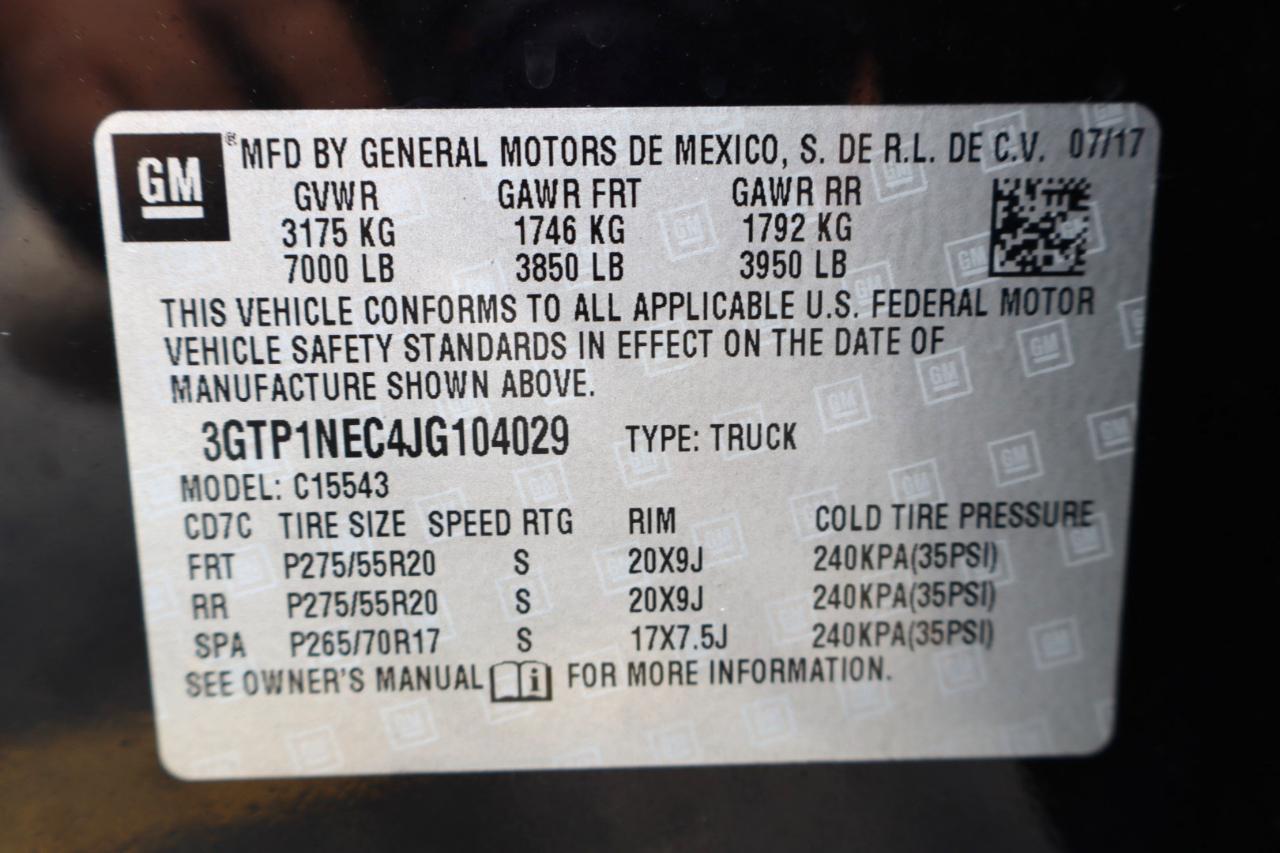 GM ® MFD BY GENERAL MOTORS DE MEXICO, S. DE R.L. DE C.V. 07/17
GVWR GAWR FRT GAWR RR
3175 KG 1746 KG 1792 KG
7000 LB 3850 LB 3950 LB
THIS VEHICLE CONFORMS TO ALL APPLICABLE U.S. FEDERAL MOTOR
VEHICLE SAFETY STANDARDS IN EFFECT ON THE DATE OF
MANUFACTURE SHOWN ABOVE.
3GTP1NEC4JG104029 TYPE: TRUCK
MODEL: C15543
CD7C TIRE SIZE SPEED RTG RIM COLD TIRE PRESSURE
FRT P275/55R20 S 20X9J 240KPA(35PSI)
RR P275/55R20 S 20X9J 240KPA(35PSI)
SPA P265/70R17 S 17X7.5J 240KPA(35PSI)
SEE OWNER'S MANUAL i FOR MORE INFORMATION.